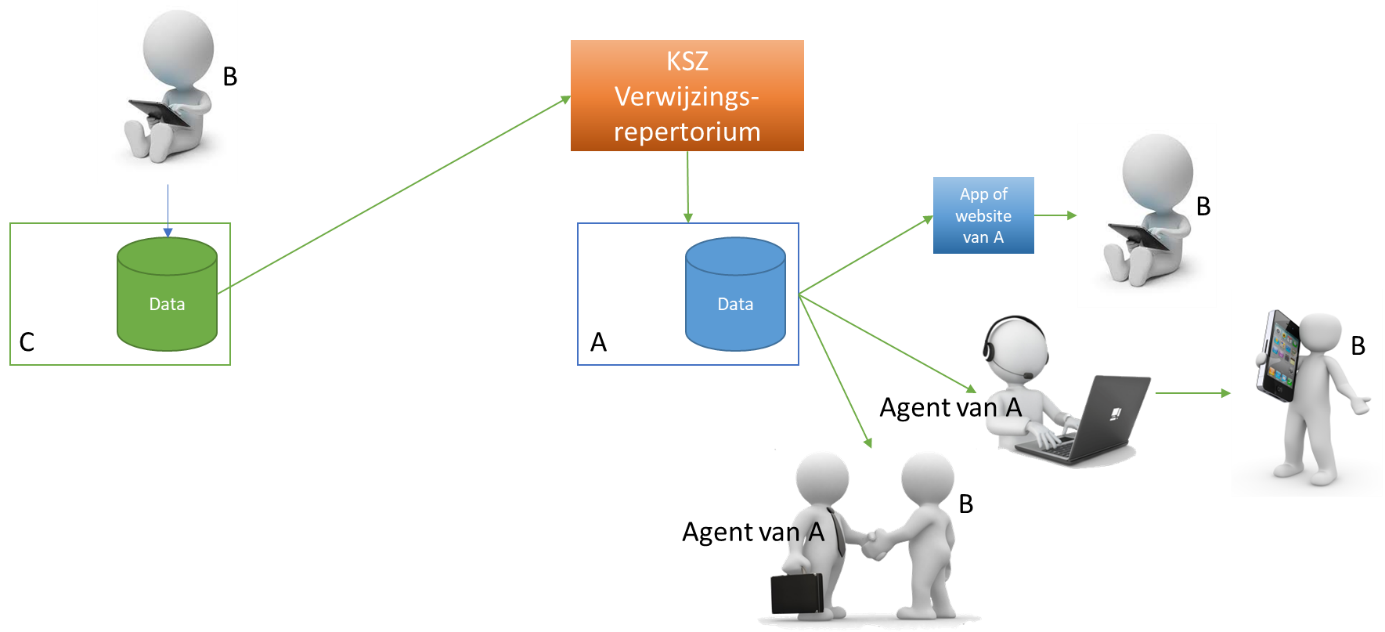 B
KSZ
Verwijzings-
repertorium
Data
C
Data
A
App of
website
van A
B
Agent van A
B
Agent van A
B